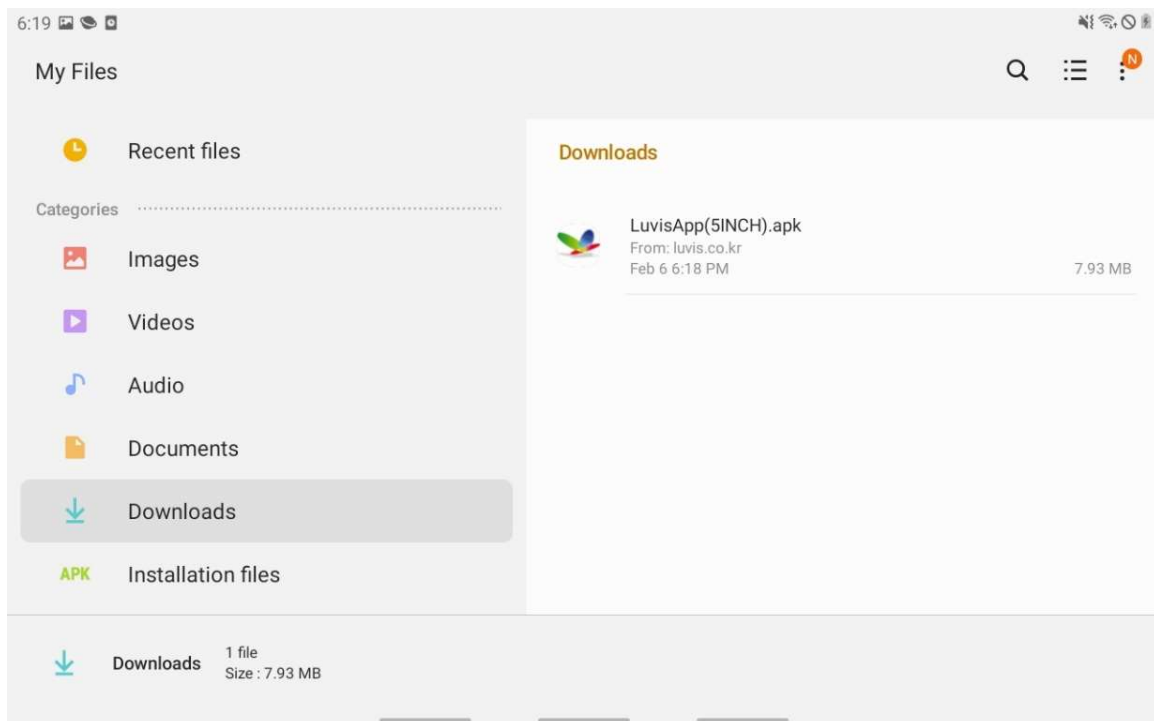 6:19
My Files
N
Recent files
Categories
Images
Videos
Audio
Documents
Downloads
APK Installation files
Downloads
LuvisApp(5INCH).apk
From: luvis.co.kr
Feb 6 6:18 PM 7.93 MB
Downloads
1 file
Size : 7.93 MB